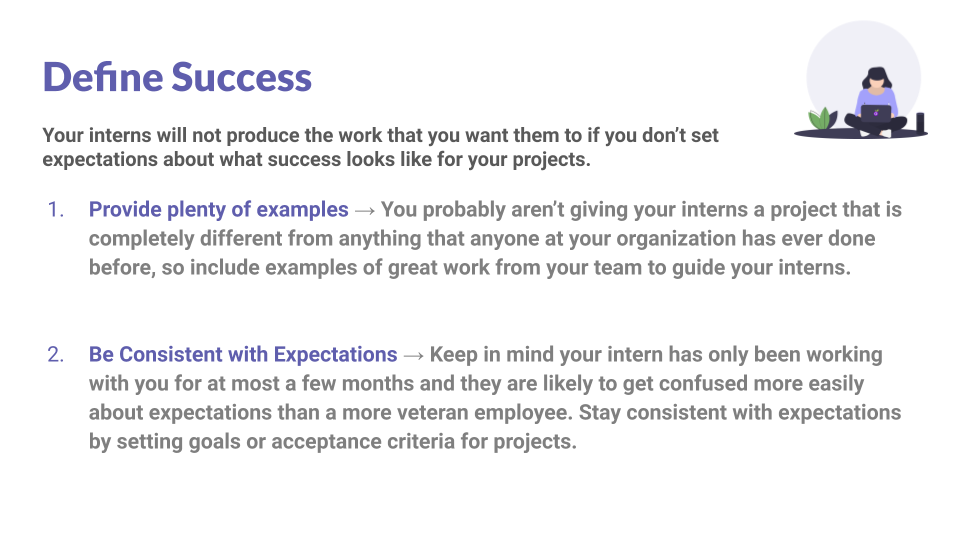 Define Success
Your interns will not produce the work that you want them to if you don’t set
expectations about what success looks like for your projects.
1. Provide plenty of examples → You probably aren’t giving your interns a project that is
completely different from anything that anyone at your organization has ever done
before, so include examples of great work from your team to guide your interns.
2. Be Consistent with Expectations → Keep in mind your intern has only been working
with you for at most a few months and they are likely to get confused more easily
about expectations than a more veteran employee. Stay consistent with expectations
by setting goals or acceptance criteria for projects.